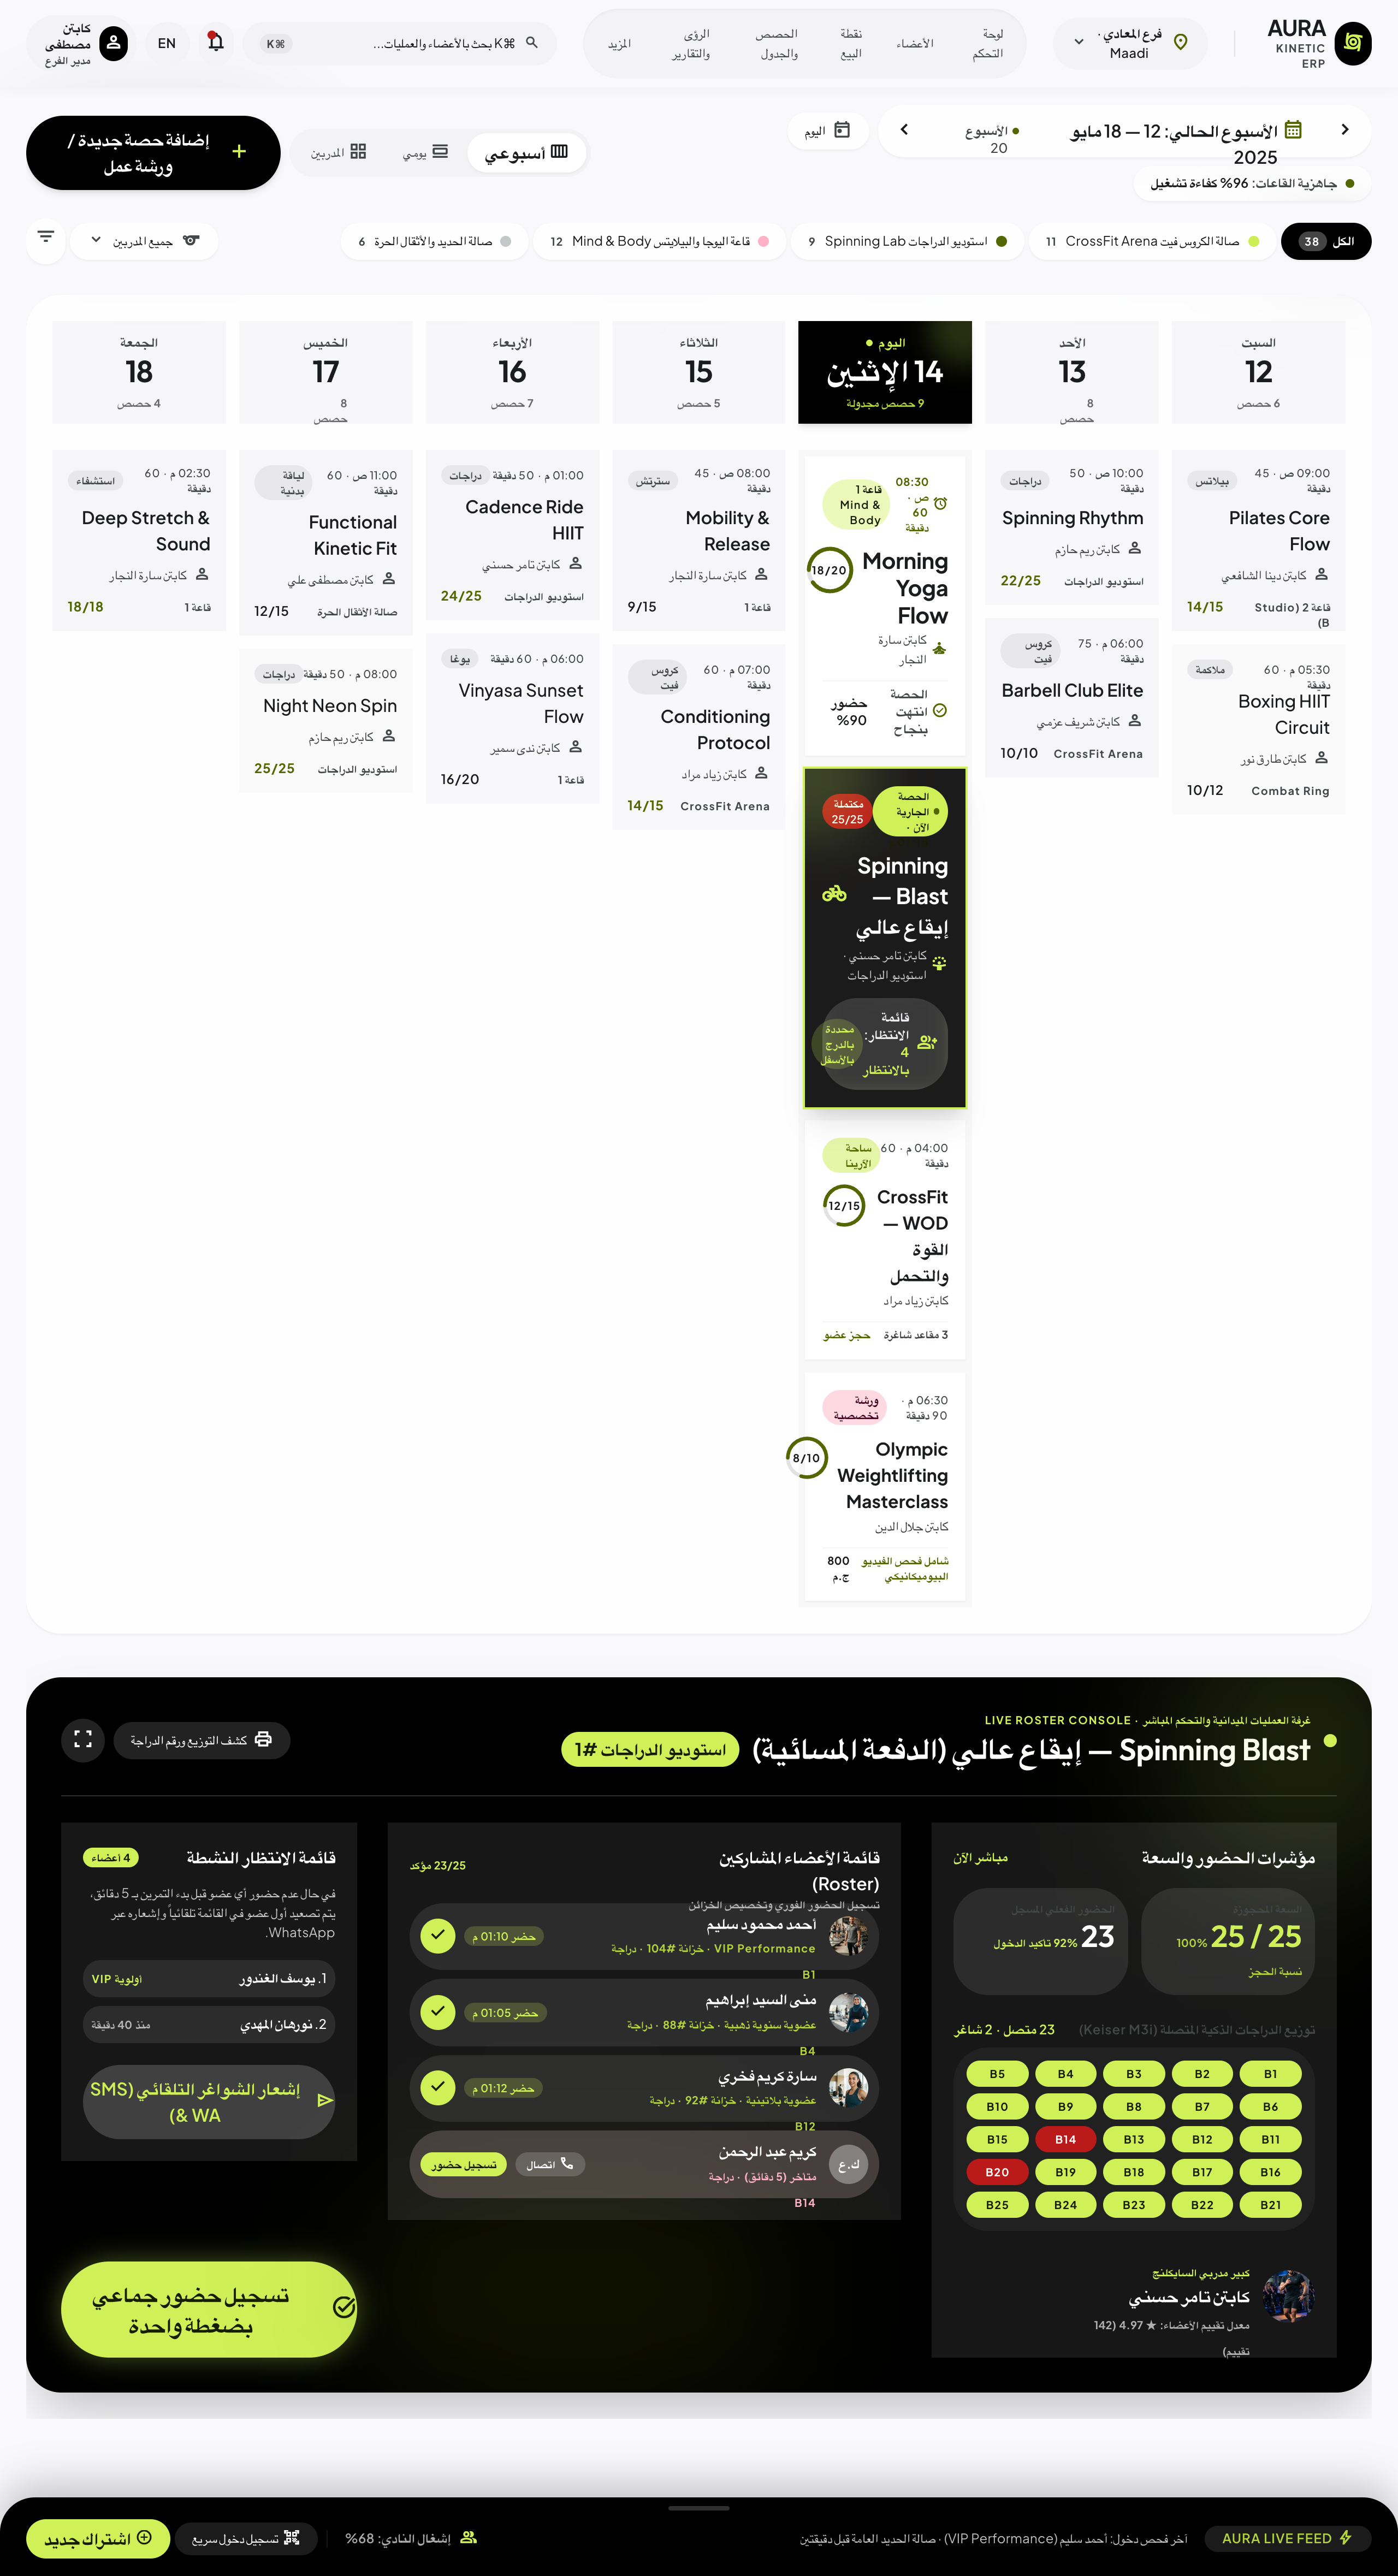 AURA
KINETIC
ERP
فرع المعادي ·
Maadi
لوحة
التحكم
الأعضاء
نقطة
البيع
الحصص
والجدول
الرؤى
والتقارير
المزيد
⌘K بحث بالأعضاء والعمليات...
⌘K
EN
كابتن
مصطفى
مدير الفرع
الأسبوع الحالي: 12 — 18 مايو
2025
الأسبوع
20
اليوم
جاهزية القاعات: 96% كفاءة تشغيل
أسبوعي
يومي
المدربين
إضافة حصة جديدة /
ورشة عمل
الكل 38
صالة الكروس فيت CrossFit Arena 11
استوديو الدراجات Spinning Lab 9
قاعة اليوجا والبيلاتيس Mind & Body 12
صالة الحديد والأثقال الحرة 6
جميع المدربين
السبت
12
6 حصص
الأحد
13
8
حصص
اليوم
14 الإثنين
9 حصص مجدولة
الثلاثاء
15
5 حصص
الأربعاء
16
7 حصص
الخميس
17
8
حصص
الجمعة
18
4 حصص
09:00 ص · 45
دقيقة
بيلاتس
Pilates Core
Flow
كابتن دينا الشافعي
قاعة 2 (Studio
B)
14/15
05:30 م · 60
دقيقة
ملاكمة
Boxing HIIT
Circuit
كابتن طارق نور
Combat Ring
10/12
10:00 ص · 50
دقيقة
دراجات
Spinning Rhythm
كابتن ريم حازم
استوديو الدراجات
22/25
06:00 م · 75
دقيقة
كروس
فيت
Barbell Club Elite
كابتن شريف عزمي
CrossFit Arena
10/10
08:30
ص ·
60
دقيقة
قاعة 1
Mind &
Body
Morning
Yoga
Flow
18/20
كابتن سارة
النجار
الحصة
انتهت
بنجاح
حضور
90%
الحصة
الجارية
الآن ·
مكتملة
25/25
Spinning
Blast —
إيقاع عالي
كابتن تامر حسني ·
استوديو الدراجات
قائمة
الانتظار:
4
بالانتظار
محددة
بالدرج
بالأسفل
04:00 م · 60
دقيقة
ساحة
الأرينا
CrossFit
WOD —
القوة
والتحمل
12/15
كابتن زياد مراد
3 مقاعد شاغرة
حجز عضو
06:30 م ·
90 دقيقة
ورشة
تخصصية
Olympic
Weightlifting
Masterclass
8/10
كابتن جلال الدين
شامل فحص الفيديو
البيوميكانيكي
800
ج.م
08:00 ص · 45
دقيقة
سترتش
Mobility &
Release
كابتن سارة النجار
قاعة 1
9/15
07:00 م · 60
دقيقة
كروس
فيت
Conditioning
Protocol
كابتن زياد مراد
CrossFit Arena
14/15
01:00 م · 50 دقيقة
دراجات
Cadence Ride
HIIT
كابتن تامر حسني
استوديو الدراجات
24/25
06:00 م · 60 دقيقة
يوغا
Vinyasa Sunset
Flow
كابتن ندى سمير
قاعة 1
16/20
11:00 ص · 60
دقيقة
لياقة
بدنية
Functional
Kinetic Fit
كابتن مصطفى علي
صالة الأثقال الحرة
12/15
08:00 م · 50 دقيقة
دراجات
Night Neon Spin
كابتن ريم حازم
استوديو الدراجات
25/25
02:30 م · 60
دقيقة
استشفاء
Deep Stretch &
Sound
كابتن سارة النجار
قاعة 1
18/18
غرفة العمليات الميدانية والتحكم المباشر · LIVE ROSTER CONSOLE
Spinning Blast — إيقاع عالي (الدفعة المسائية)
استوديو الدراجات #1
كشف التوزيع ورقم الدراجة
مؤشرات الحضور والسعة
مباشر الآن
السعة المحجوزة
25 / 25 100%
نسبة الحجز
الحضور الفعلي المسجل
23 92% تأكيد الدخول
توزيع الدراجات الذكية المتصلة (Keiser M3i)
23 متصل · 2 شاغر
B1 B2 B3 B4 B5
B6 B7 B8 B9 B10
B11 B12 B13 B14 B15
B16 B17 B18 B19 B20
B21 B22 B23 B24 B25
كبير مدربي السايكلنج
كابتن تامر حسني
معدل تقييم الأعضاء: ★ 4.97 (142
تقييم)
قائمة الأعضاء المشاركين
(Roster)
تسجيل الحضور الفوري وتخصيص الخزائن
23/25 مؤكد
أحمد محمود سليم
VIP Performance · خزانة #104 · دراجة
B1
حضر 01:10 م
منى السيد إبراهيم
عضوية سنوية ذهبية · خزانة #88 · دراجة
B4
حضر 01:05 م
سارة كريم فخري
عضوية بلاتينية · خزانة #92 · دراجة
B12
حضر 01:12 م
ك.ع
كريم عبد الرحمن
متأخر (5 دقائق) · دراجة
B14
اتصال
تسجيل حضور
قائمة الانتظار النشطة
4 أعضاء
في حال عدم حضور أي عضو قبل بدء التمرين بـ 5 دقائق،
يتم تصعيد أول عضو في القائمة تلقائياً وإشعاره عبر
WhatsApp.
1. يوسف الغندور
أولوية VIP
2. نورهان المهدي
منذ 40 دقيقة
إشعار الشواغر التلقائي (SMS
& WA)
تسجيل حضور جماعي
بضغطة واحدة
AURA LIVE FEED
آخر فحص دخول: أحمد سليم (VIP Performance) · صالة الحديد العامة قبل دقيقتين
إشغال النادي: 68%
تسجيل دخول سريع
اشتراك جديد